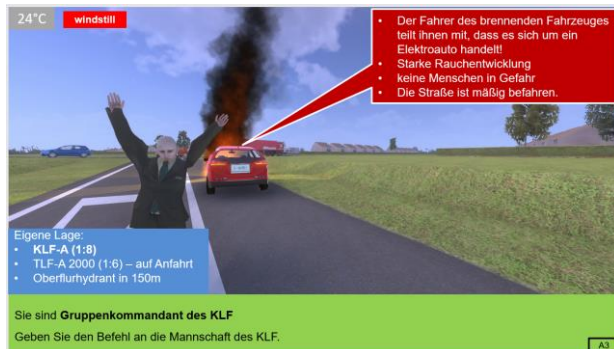 24°C
windstill
• Der Fahrer des brennenden Fahrzeuges
teilt ihnen mit, dass es sich um ein
Elektroauto handelt!
• Starke Rauchentwicklung
• keine Menschen in Gefahr
• Die Straße ist mäßig befahren.
Eigene Lage:
• KLF-A (1:8)
• TLF-A 2000 (1:6) – auf Anfahrt
• Oberflurhydrant in 150m
Sie sind Gruppenkommandant des KLF
Geben Sie den Befehl an die Mannschaft des KLF.
A3